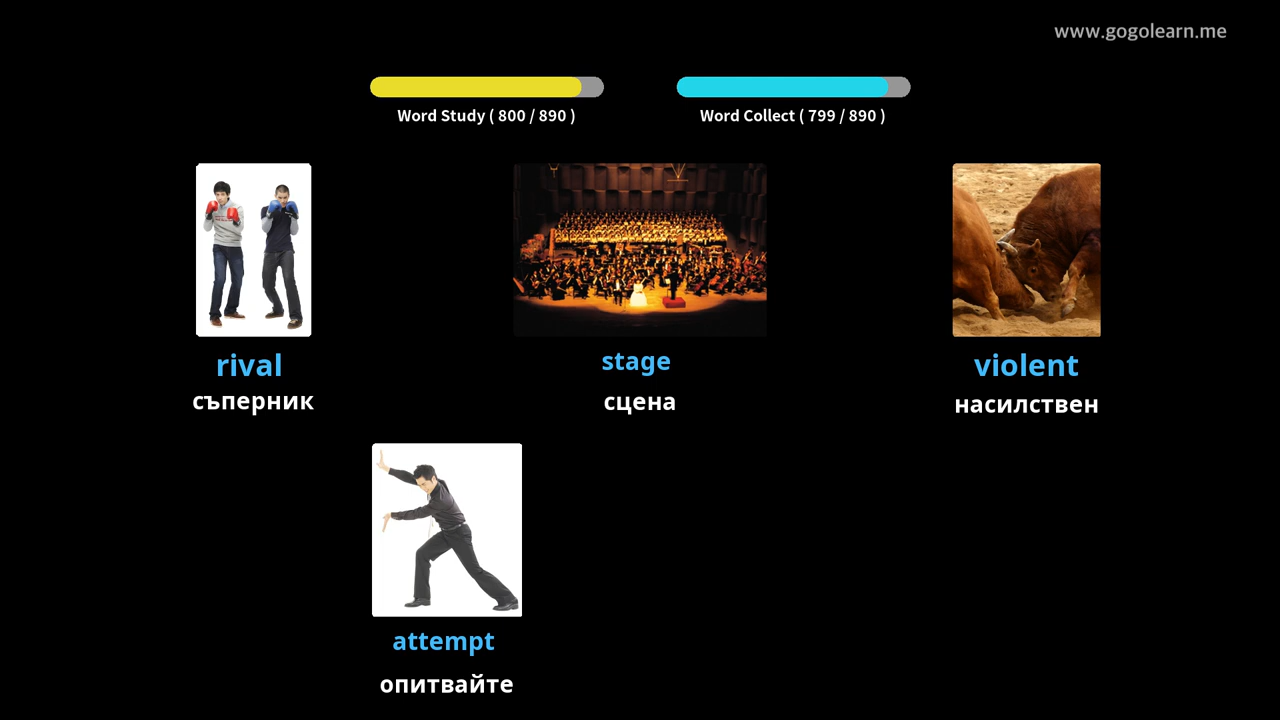 www.gogolearn.me
Word Study ( 800 / 890 )
Word Collect ( 799 / 890 )
rival
съперник
stage
сцена
violent
насилствен
attempt
опитвайте